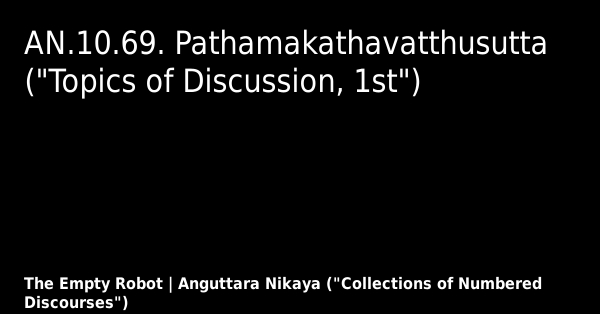 AN.10.69. Pathamakathavatthusutta
("Topics of Discussion, 1st")
The Empty Robot | Anguttara Nikaya ("Collections of Numbered
Discourses")